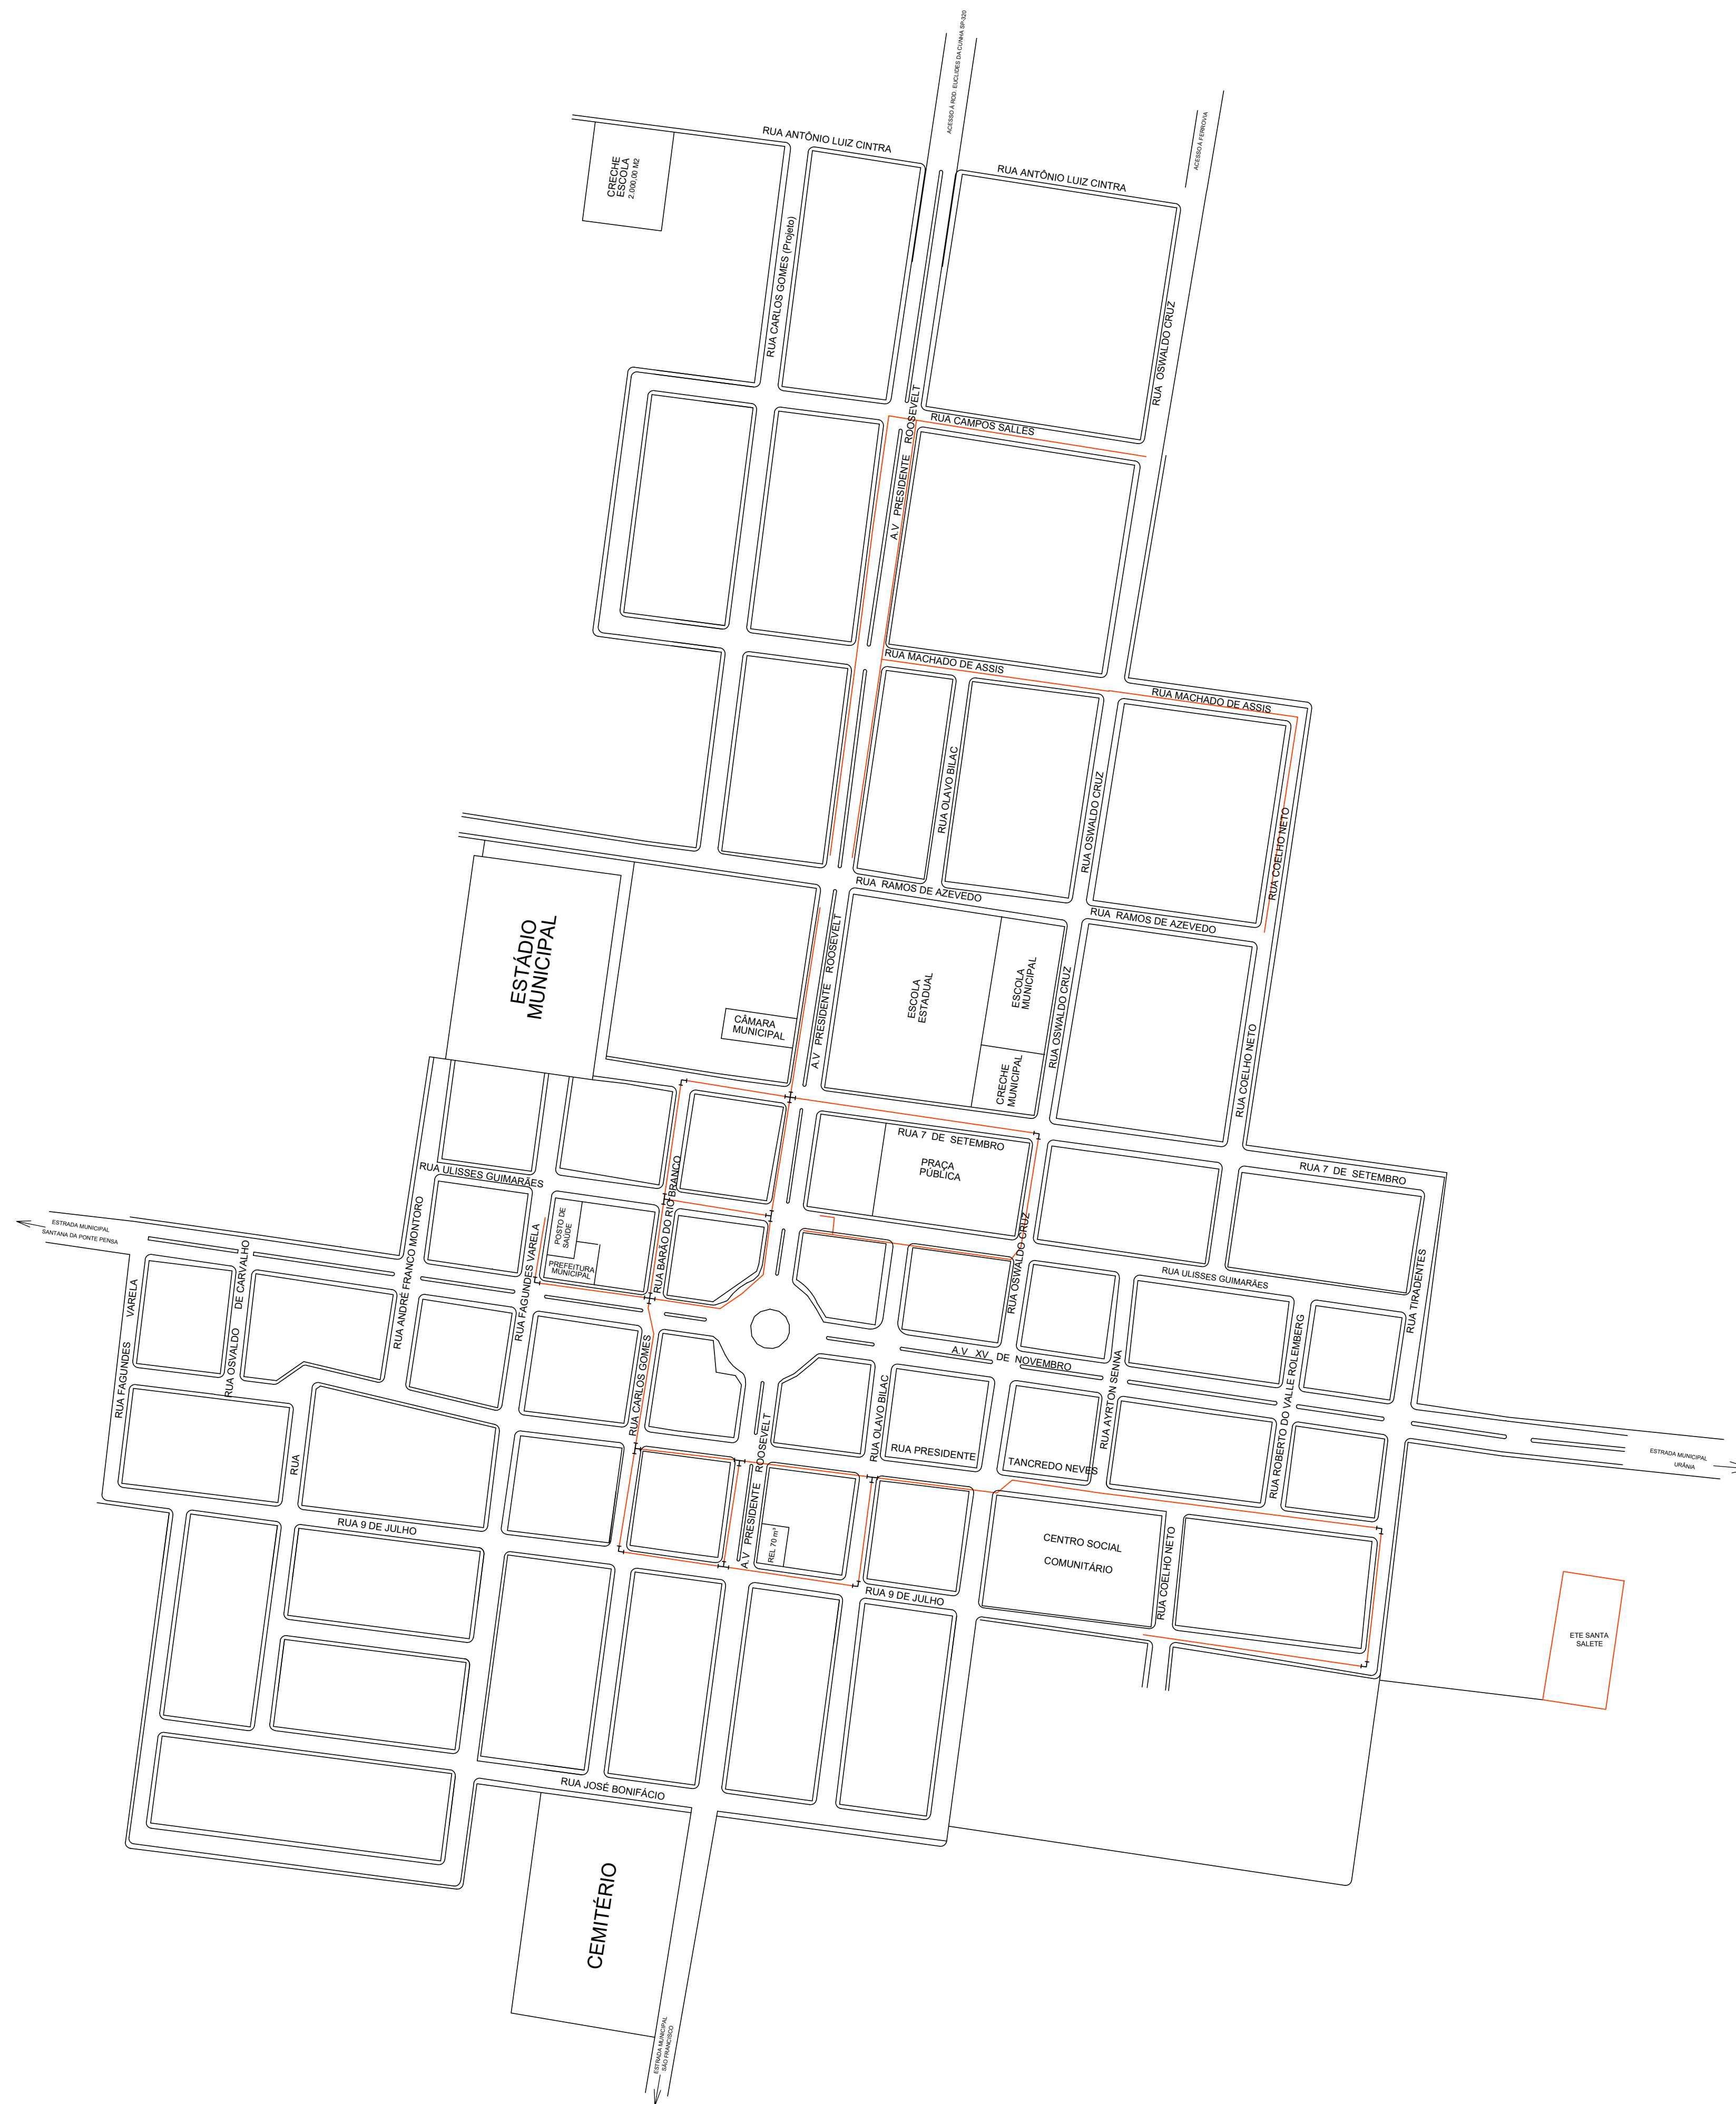 ACESSO À ROD. EUCLIDES DA CUNHA SP-320
ACESSO À FERROVIA
RUA ANTÔNIO LUIZ CINTRA
RUA ANTÔNIO LUIZ CINTRA
CRECHE
ESCOLA
2.000,00 M2
RUA CARLOS GOMES (Projeto)
RUA OSWALDO CRUZ
RUA CAMPOS SALLES
A.V PRESIDENTE ROOSEVELT
RUA MACHADO DE ASSIS
RUA MACHADO DE ASSIS
RUA OLAVO BILAC
RUA OSWALDO CRUZ
RUA COELHO NETO
RUA RAMOS DE AZEVEDO
RUA RAMOS DE AZEVEDO
ESTÁDIO
MUNICIPAL
CÂMARA
MUNICIPAL
A.V PRESIDENTE ROOSEVELT
ESCOLA
ESTADUAL
ESCOLA
MUNICIPAL
CRECHE
MUNICIPAL
RUA OSWALDO CRUZ
RUA COELHO NETO
RUA 7 DE SETEMBRO
RUA 7 DE SETEMBRO
PRAÇA
PÚBLICA
RUA ULISSES GUIMARÃES
RUA BARÃO DO RIO BRANCO
POSTO DE
SAÚDE
PREFEITURA
MUNICIPAL
RUA ANDRÉ FRANCO MONTORO
RUA FAGUNDES VARELA
ESTRADA MUNICIPAL
SANTANA DA PONTE PENSA
RUA FAGUNDES VARELA
RUA OSVALDO DE CARVALHO
RUA OSWALDO CRUZ
RUA ULISSES GUIMARÃES
RUA TIRADENTES
RUA CARLOS GOMES
A.V XV DE NOVEMBRO
RUA AYRTON SENNA
RUA ROBERTO DO VALLE ROLEMBERG
RUA OLAVO BILAC
RUA PRESIDENTE
TANCREDO NEVES
ESTRADA MUNICIPAL
URÂNIA
RUA
A.V PRESIDENTE ROOSEVELT
REL 70 m³
RUA 9 DE JULHO
RUA 9 DE JULHO
CENTRO SOCIAL
COMUNITÁRIO
RUA COELHO NETO
ETE SANTA
SALETE
RUA JOSÉ BONIFÁCIO
CEMITÉRIO
ESTRADA MUNICIPAL
SÃO FRANCISCO